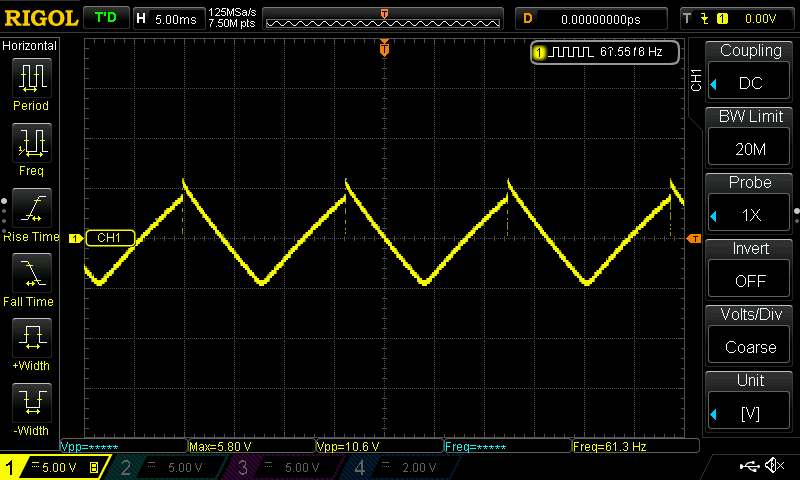 RIGOL T'D H 5.00ms 125MSa/s 7.50M pts T D 0.00000000ps T 1 0.00V
Horizontal
Period
Freq
Rise Time
Fall Time
+Width
-Width
T
1 Hz
1 CH1
T
CH1
Coupling
DC
BW Limit
20M
Probe
1X
Invert
OFF
Volts/Div
Coarse
Unit
[V]
Vpp=***** Max=5.80 V Vpp=10.6 V Freq=***** Freq=61.3 Hz
1 5.00 V B 2 5.00 V 3 5.00 V 4 2.00 V